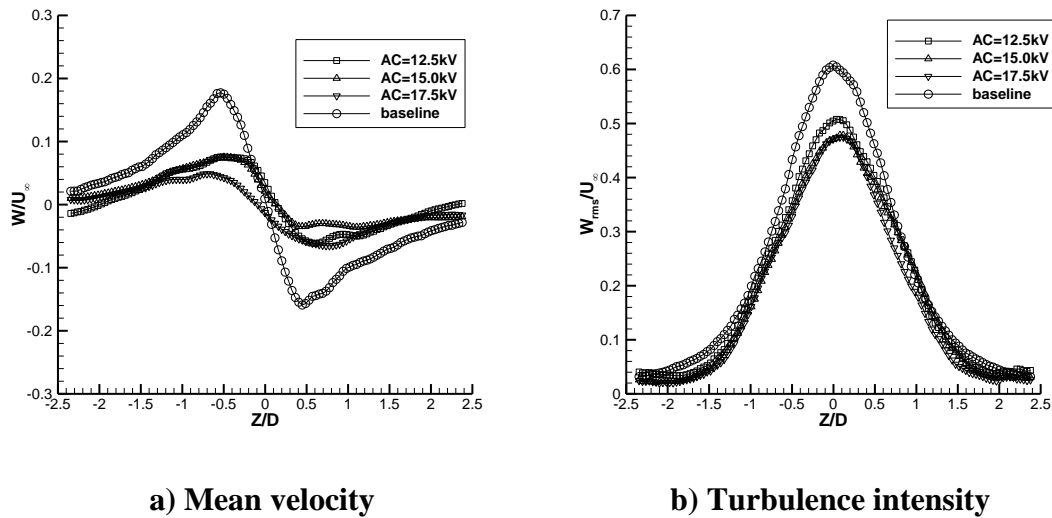 0.3
0.2
0.1
0
-0.1
-0.2
-0.3
W/U∞
-2.5 -2 -1.5 -1 -0.5 0 0.5 1 1.5 2 2.5
Z/D
AC=12.5kV
AC=15.0kV
AC=17.5kV
baseline
0.7
0.6
0.5
0.4
0.3
0.2
0.1
0
Wrms/U∞
-2.5 -2 -1.5 -1 -0.5 0 0.5 1 1.5 2 2.5
Z/D
AC=12.5kV
AC=15.0kV
AC=17.5kV
baseline
a) Mean velocity
b) Turbulence intensity